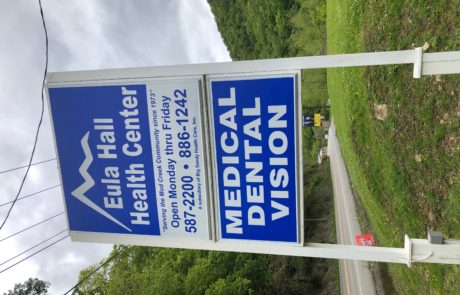 Eula Hall
Health Center
"Serving the Mud Creek Community since 1973"
Open Monday thru Friday
587-2200 • 886-1242
A subsidiary of Big Sandy Health Care, Inc.
MEDICAL
DENTAL
VISION